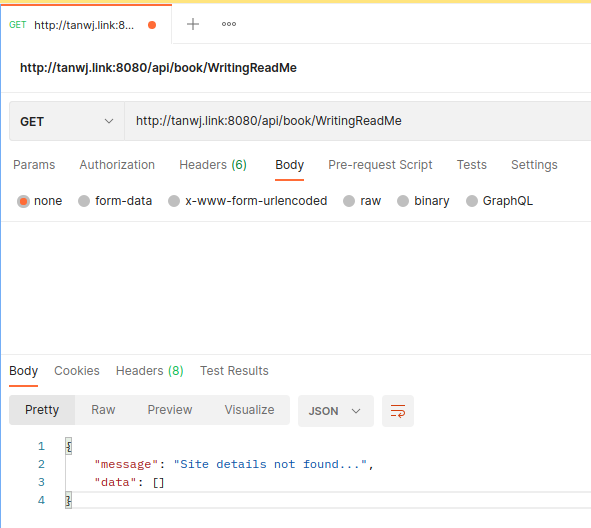 GET http://tanwj.link:8...
http://tanwj.link:8080/api/book/WritingReadMe
GET http://tanwj.link:8080/api/book/WritingReadMe
Params Authorization Headers (6) Body Pre-request Script Tests Settings
none form-data x-www-form-urlencoded raw binary GraphQL
Body Cookies Headers (8) Test Results
Pretty Raw Preview Visualize JSON
1 {
2 "message": "Site details not found...",
3 "data": []
4 }